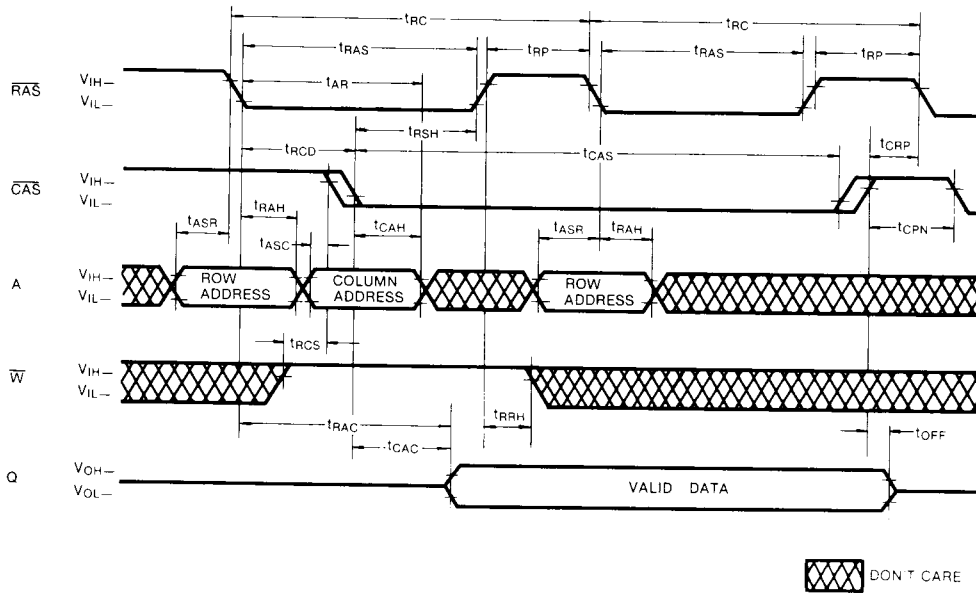 tRC tRC
tRAS tRP tRAS tRP
tAR
RAS VIH— VIL—
tRSH
tRCD tCAS tCRP
CAS VIH— VIL—
tASR tRAH tASC tCAH tASR tRAH tCPN
A VIH— VIL—
ROW ADDRESS
COLUMN ADDRESS
ROW ADDRESS
tRCS
W VIH— VIL—
tRAC tRRH
tCAC tOFF
Q VOH— VOL—
VALID DATA
DON'T CARE